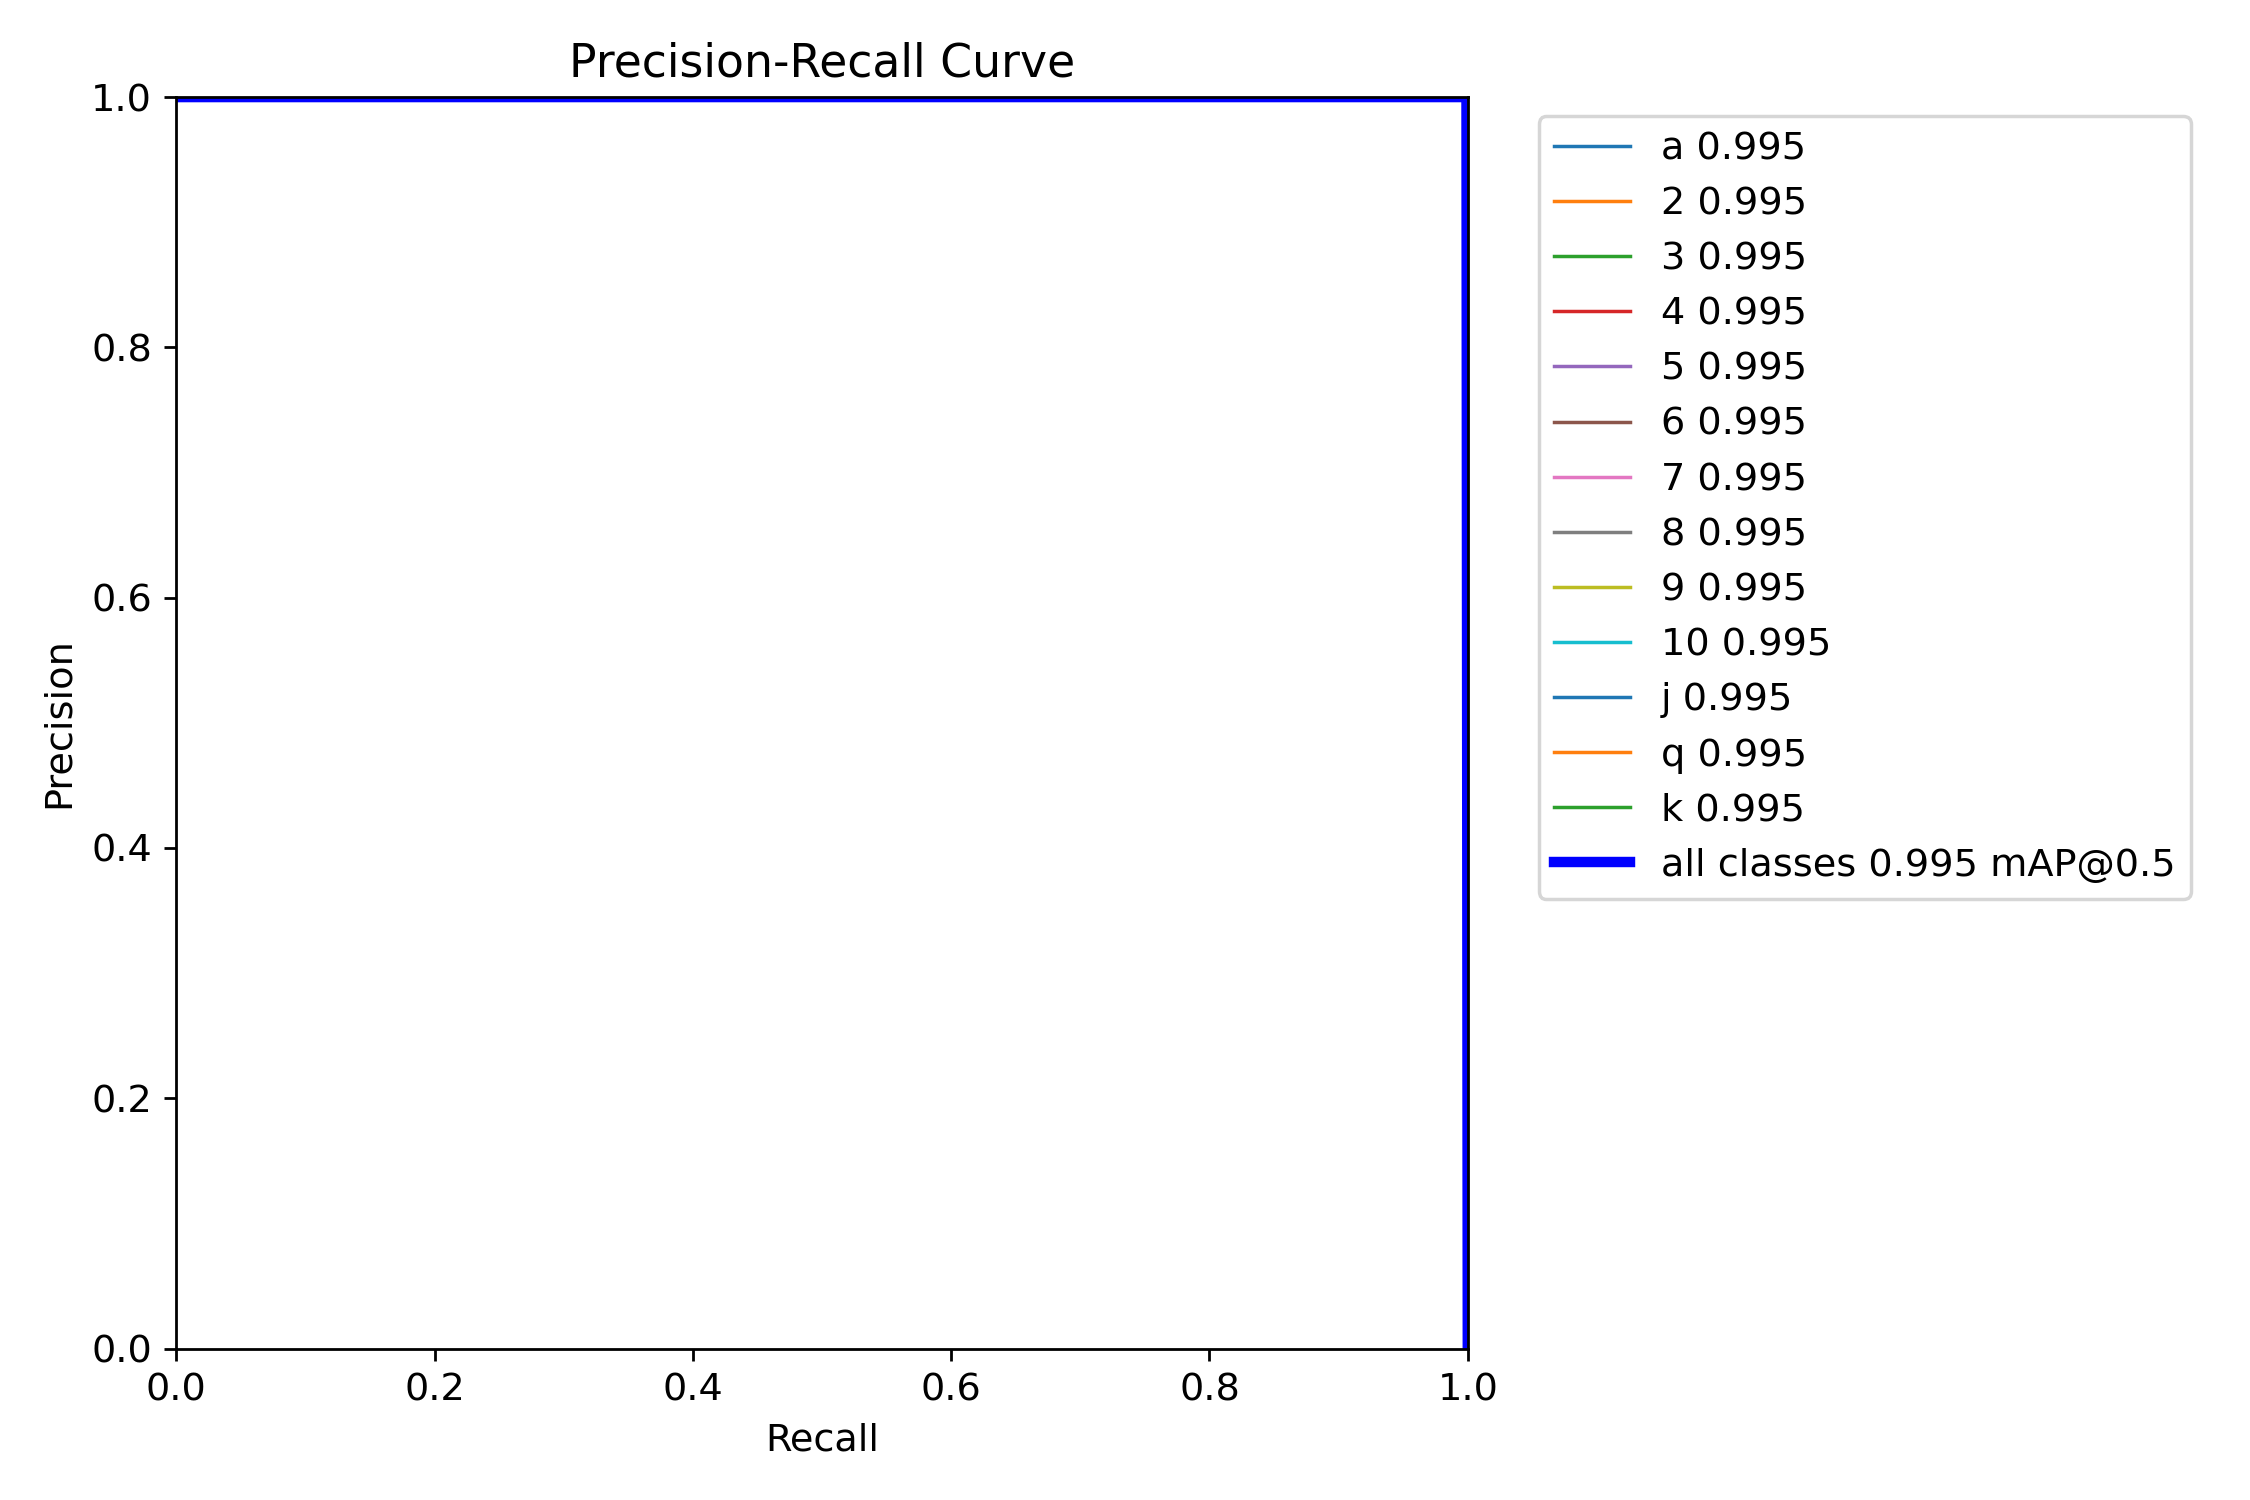 Precision-Recall Curve
1.0
0.8
0.6
0.4
0.2
0.0
Precision
0.0 0.2 0.4 0.6 0.8 1.0
Recall
a 0.995
2 0.995
3 0.995
4 0.995
5 0.995
6 0.995
7 0.995
8 0.995
9 0.995
10 0.995
j 0.995
q 0.995
k 0.995
all classes 0.995 mAP@0.5